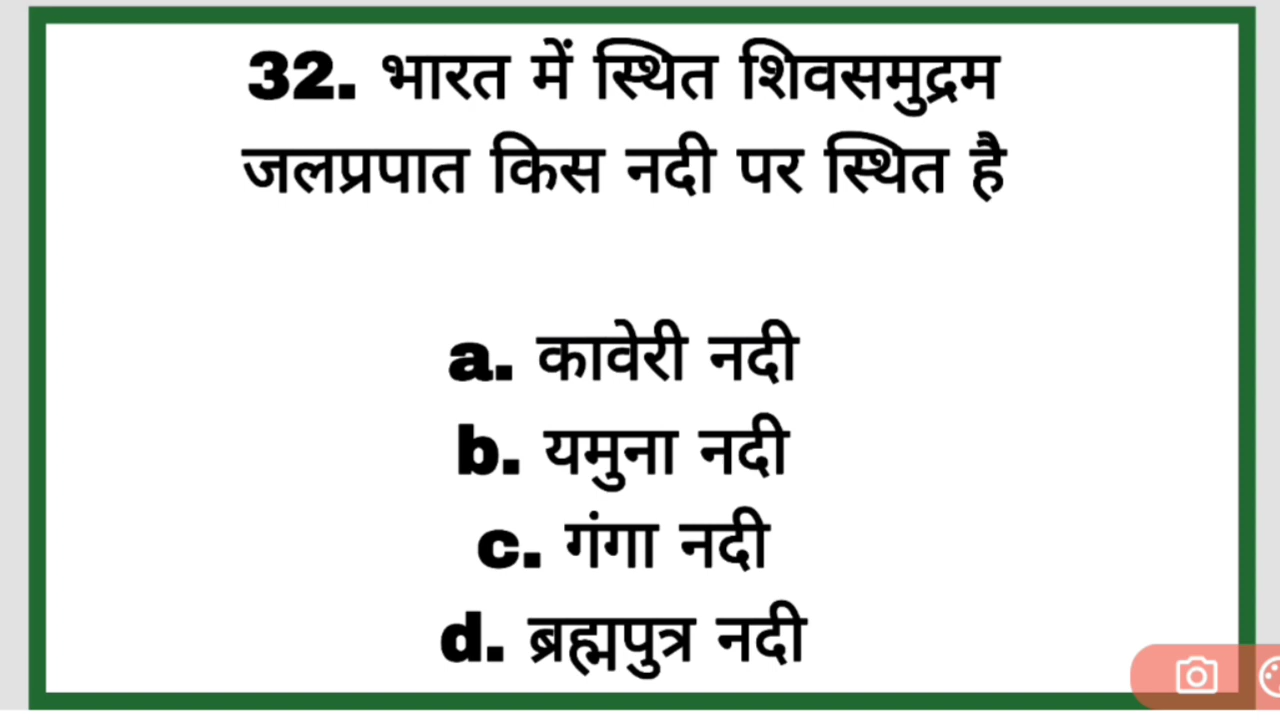 32. भारत में स्थित शिवसमुद्रम
जलप्रपात किस नदी पर स्थित है
a. कावेरी नदी
b. यमुना नदी
c. गंगा नदी
d. ब्रह्मपुत्र नदी